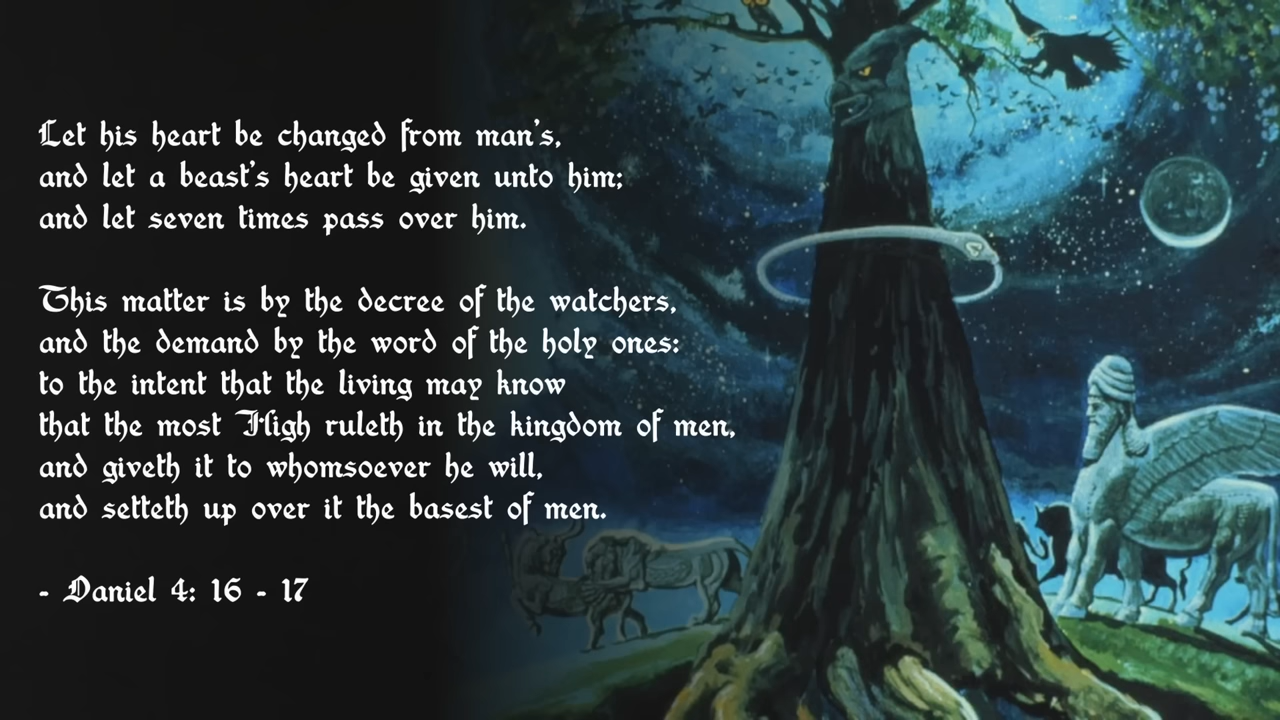 Let his heart be changed from man's,
and let a beast's heart be given unto him;
and let seven times pass over him.
This matter is by the decree of the watchers,
and the demand by the word of the holy ones:
to the intent that the living may know
that the most High ruleth in the kingdom of men,
and giveth it to whomsoever he will,
and setteth up over it the basest of men.
- Daniel 4: 16 - 17